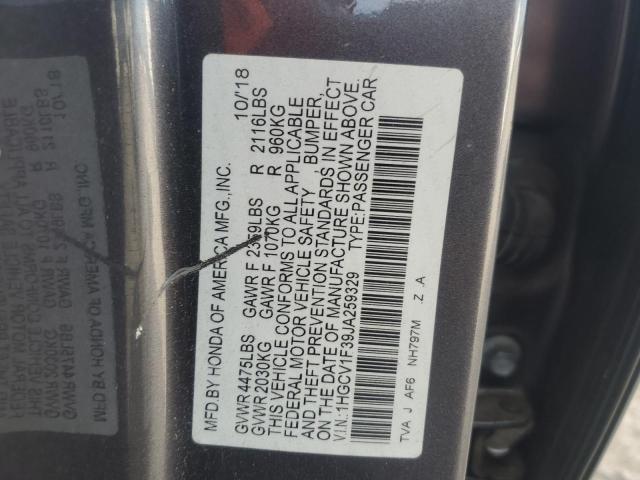 MFD.BY HONDA OF AMERICA MFG.,INC. 10/'18
GVWR 4475LBS GAWR F 2359LBS R 2116LBS
GVWR 2030KG GAWR F 1070KG R 960KG
THIS VEHICLE CONFORMS TO ALL APPLICABLE
FEDERAL MOTOR VEHICLE SAFETY , BUMPER,
AND THEFT PREVENTION STANDARDS IN EFFECT
ON THE DATE OF MANUFACTURE SHOWN ABOVE.
V.I.N.:1HGCV1F39JA259329 TYPE:PASSENGER CAR
TVA J AF6 NH797M .Z .A